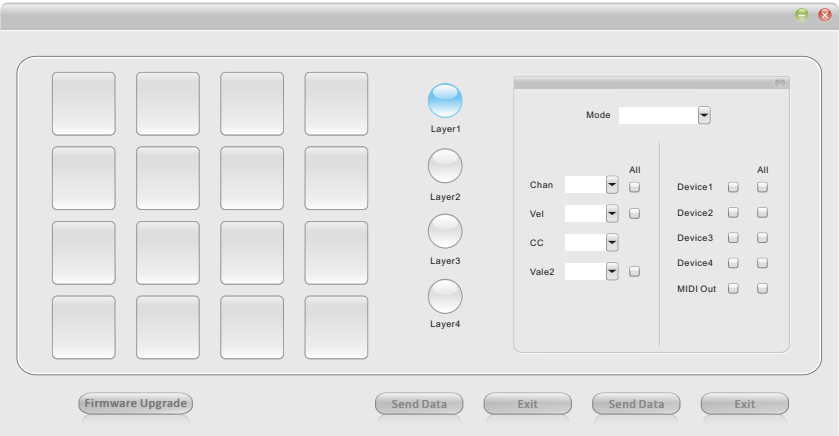 Layer1
Layer2
Layer3
Layer4
Mode
All
Chan
Vel
CC
Vale2
All
Device1
Device2
Device3
Device4
MIDI Out
Firmware Upgrade
Send Data
Exit
Send Data
Exit